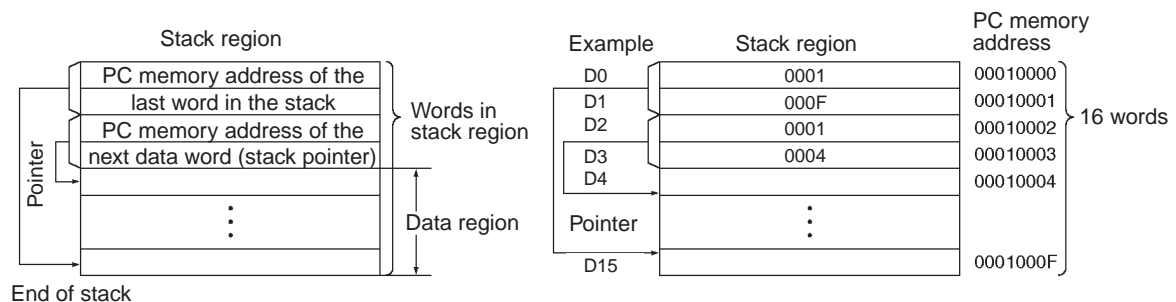 Stack region
PC memory address of the
last word in the stack
PC memory address of the
next data word (stack pointer)
Pointer
Words in
stack region
Data region
End of stack
Example
Stack region
PC memory
address
D0
0001
00010000
D1
000F
00010001
D2
0001
00010002
D3
0004
00010003
D4
00010004
Pointer
D15
0001000F
16 words